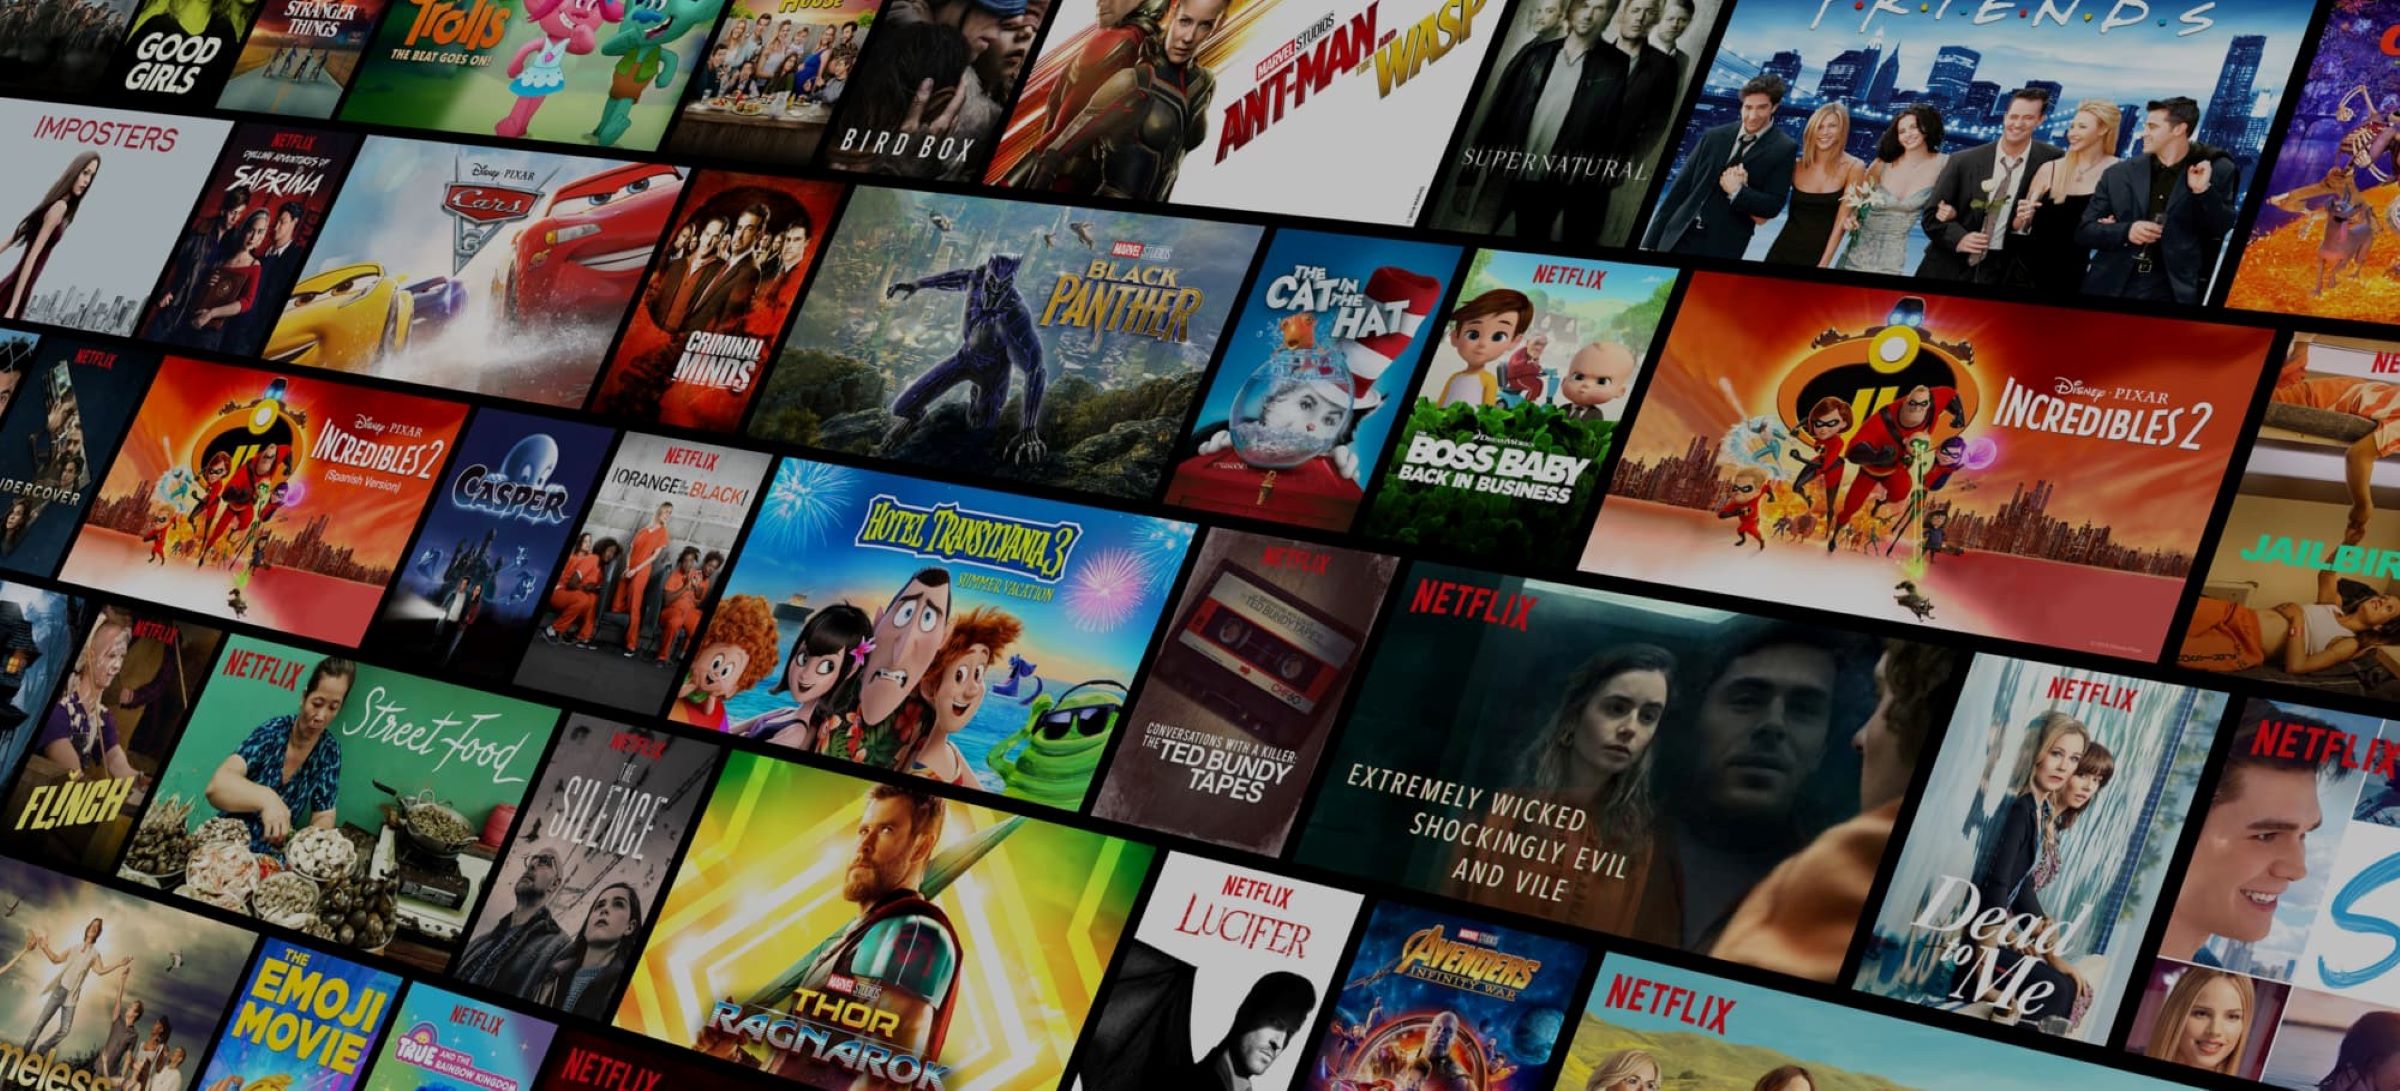 GOOD
GIRLS
STRANGER
THINGS
Trolls
THE BEAT GOES ON!
HOUSE
BIRD BOX
MARVEL STUDIOS
ANT-MAN
AND
THE WASP
SUPERNATURAL
FRIENDS
IMPOSTERS
NETFLIX
CHILLING ADVENTURES OF
SABRINA
Disney·PIXAR
Cars
3
CRIMINAL
MINDS
MARVEL STUDIOS
BLACK
PANTHER
THE
CAT IN
THE
HAT
NETFLIX
DREAMWORKS
THE
BOSS BABY
BACK IN BUSINESS
Disney·PIXAR
INCREDIBLES 2
NE
JAILBIR
NETFLIX
NDERCOVER
Disney·PIXAR
INCREDIBLES 2
(Spanish Version)
CASPER
NETFLIX
ORANGE IS THE NEW BLACK
HOTEL TRANSYLVANIA 3
SUMMER VACATION
NETFLIX
CONVERSATIONS WITH A KILLER:
THE TED BUNDY
TAPES
NETFLIX
EXTREMELY WICKED
SHOCKINGLY EVIL
AND VILE
NETFLIX
Dead
to Me
NETFLIX
S
NETFLIX
FLINCH
NETFLIX
Street Food
NETFLIX
THE
SILENCE
MARVEL STUDIOS
THOR
RAGNAROK
NETFLIX
LUCIFER
MARVEL STUDIOS
AVENGERS
INFINITY WAR
NETFLIX
meless
THE
EMOJI
MOVIE
NETFLIX
TRUE AND THE
RAINBOW KINGDOM
NETFLIX